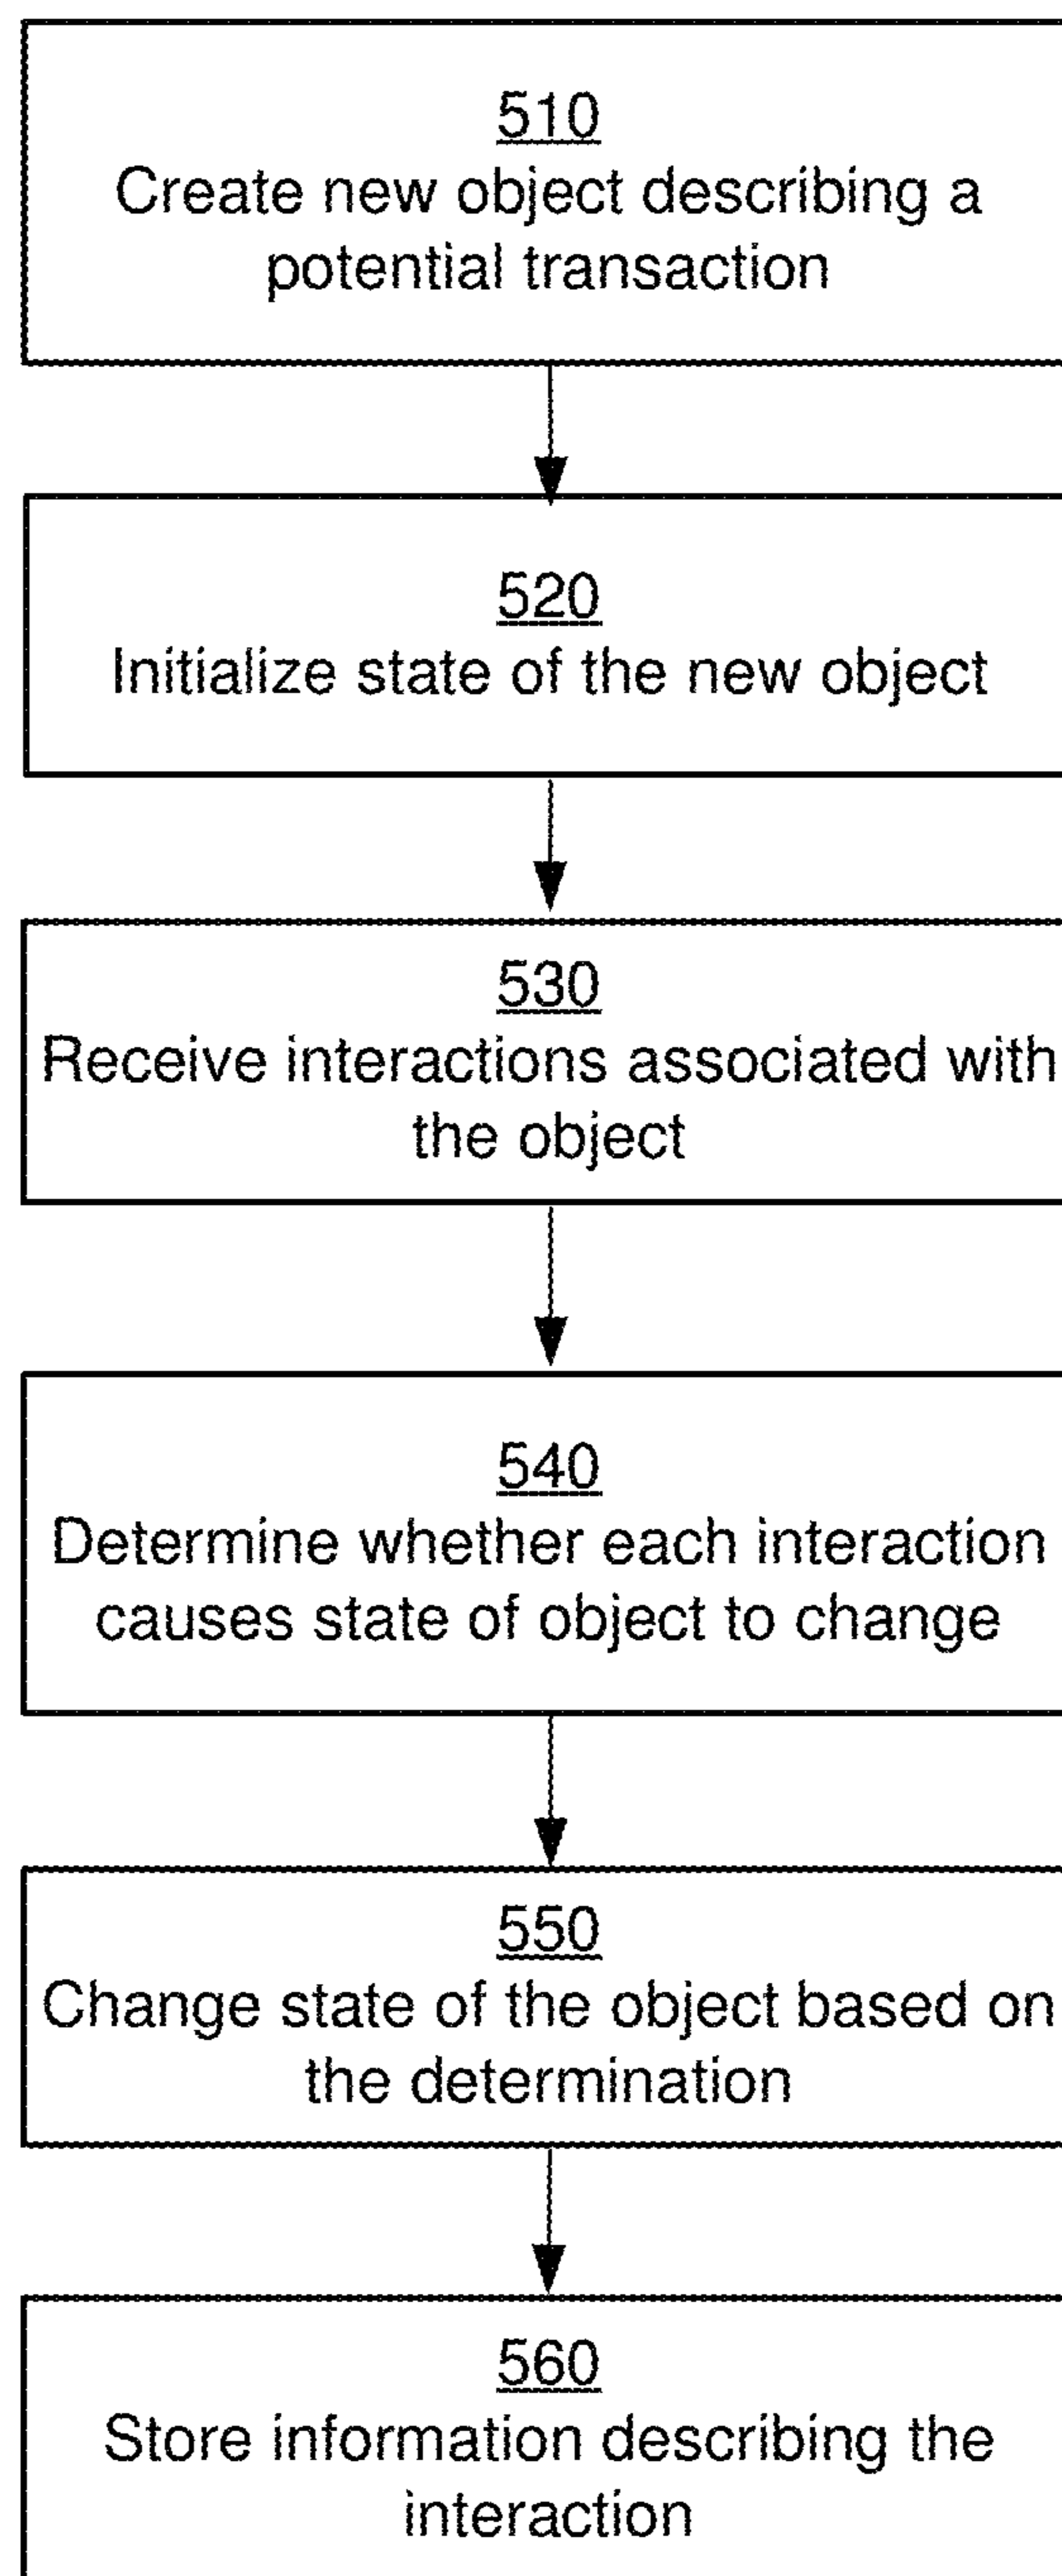 510
Create new object describing a
potential transaction
520
Initialize state of the new object
530
Receive interactions associated with
the object
540
Determine whether each interaction
causes state of object to change
550
Change state of the object based on
the determination
560
Store information describing the
interaction